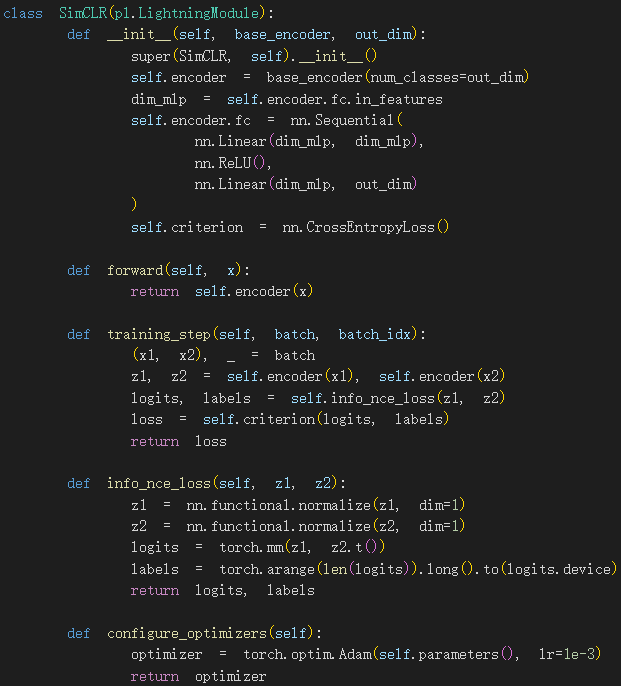 class SimCLR(pl.LightningModule):
    def __init__(self, base_encoder, out_dim):
        super(SimCLR, self).__init__()
        self.encoder = base_encoder(num_classes=out_dim)
        dim_mlp = self.encoder.fc.in_features
        self.encoder.fc = nn.Sequential(
            nn.Linear(dim_mlp, dim_mlp),
            nn.ReLU(),
            nn.Linear(dim_mlp, out_dim)
        )
        self.criterion = nn.CrossEntropyLoss()

    def forward(self, x):
        return self.encoder(x)

    def training_step(self, batch, batch_idx):
        (x1, x2), _ = batch
        z1, z2 = self.encoder(x1), self.encoder(x2)
        logits, labels = self.info_nce_loss(z1, z2)
        loss = self.criterion(logits, labels)
        return loss

    def info_nce_loss(self, z1, z2):
        z1 = nn.functional.normalize(z1, dim=1)
        z2 = nn.functional.normalize(z2, dim=1)
        logits = torch.mm(z1, z2.t())
        labels = torch.arange(len(logits)).long().to(logits.device)
        return logits, labels

    def configure_optimizers(self):
        optimizer = torch.optim.Adam(self.parameters(), lr=1e-3)
        return optimizer